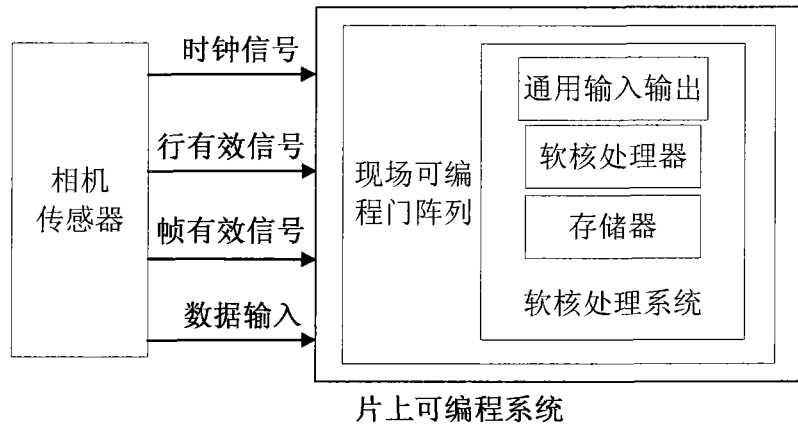 相机
传感器
时钟信号
行有效信号
帧有效信号
数据输入
现场可编
程门阵列
通用输入输出
软核处理器
存储器
软核处理系统
片上可编程系统